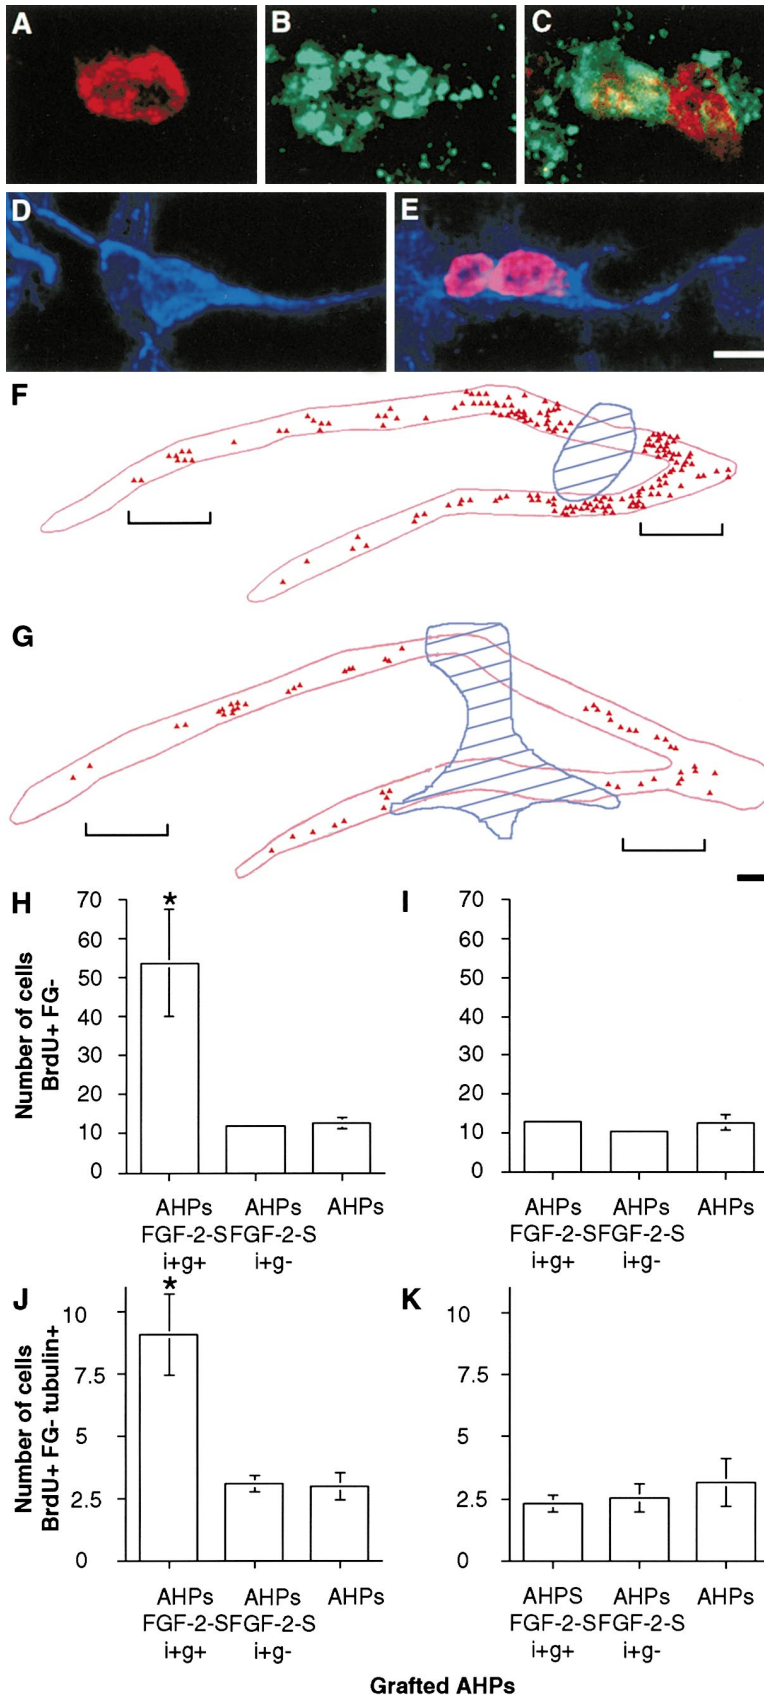 A
B
C
D
E
F
G
H
I
70
60
50
40
30
20
10
0
Number of cells
BrdU+ FG-
AHPs
FGF-2-S
i+g+
AHPs
FGF-2-S
i+g-
AHPs
70
60
50
40
30
20
10
0
AHPs
FGF-2-S
i+g+
AHPs
FGF-2-S
i+g-
AHPs
*
J
K
10
7.5
5
2.5
0
Number of cells
BrdU+ FG- tubulin+
*
AHPs
FGF-2-S
i+g+
AHPs
FGF-2-S
i+g-
AHPs
10
7.5
5
2.5
0
AHPS
FGF-2-S
i+g+
AHPs
FGF-2-S
i+g-
AHPs
Grafted AHPs